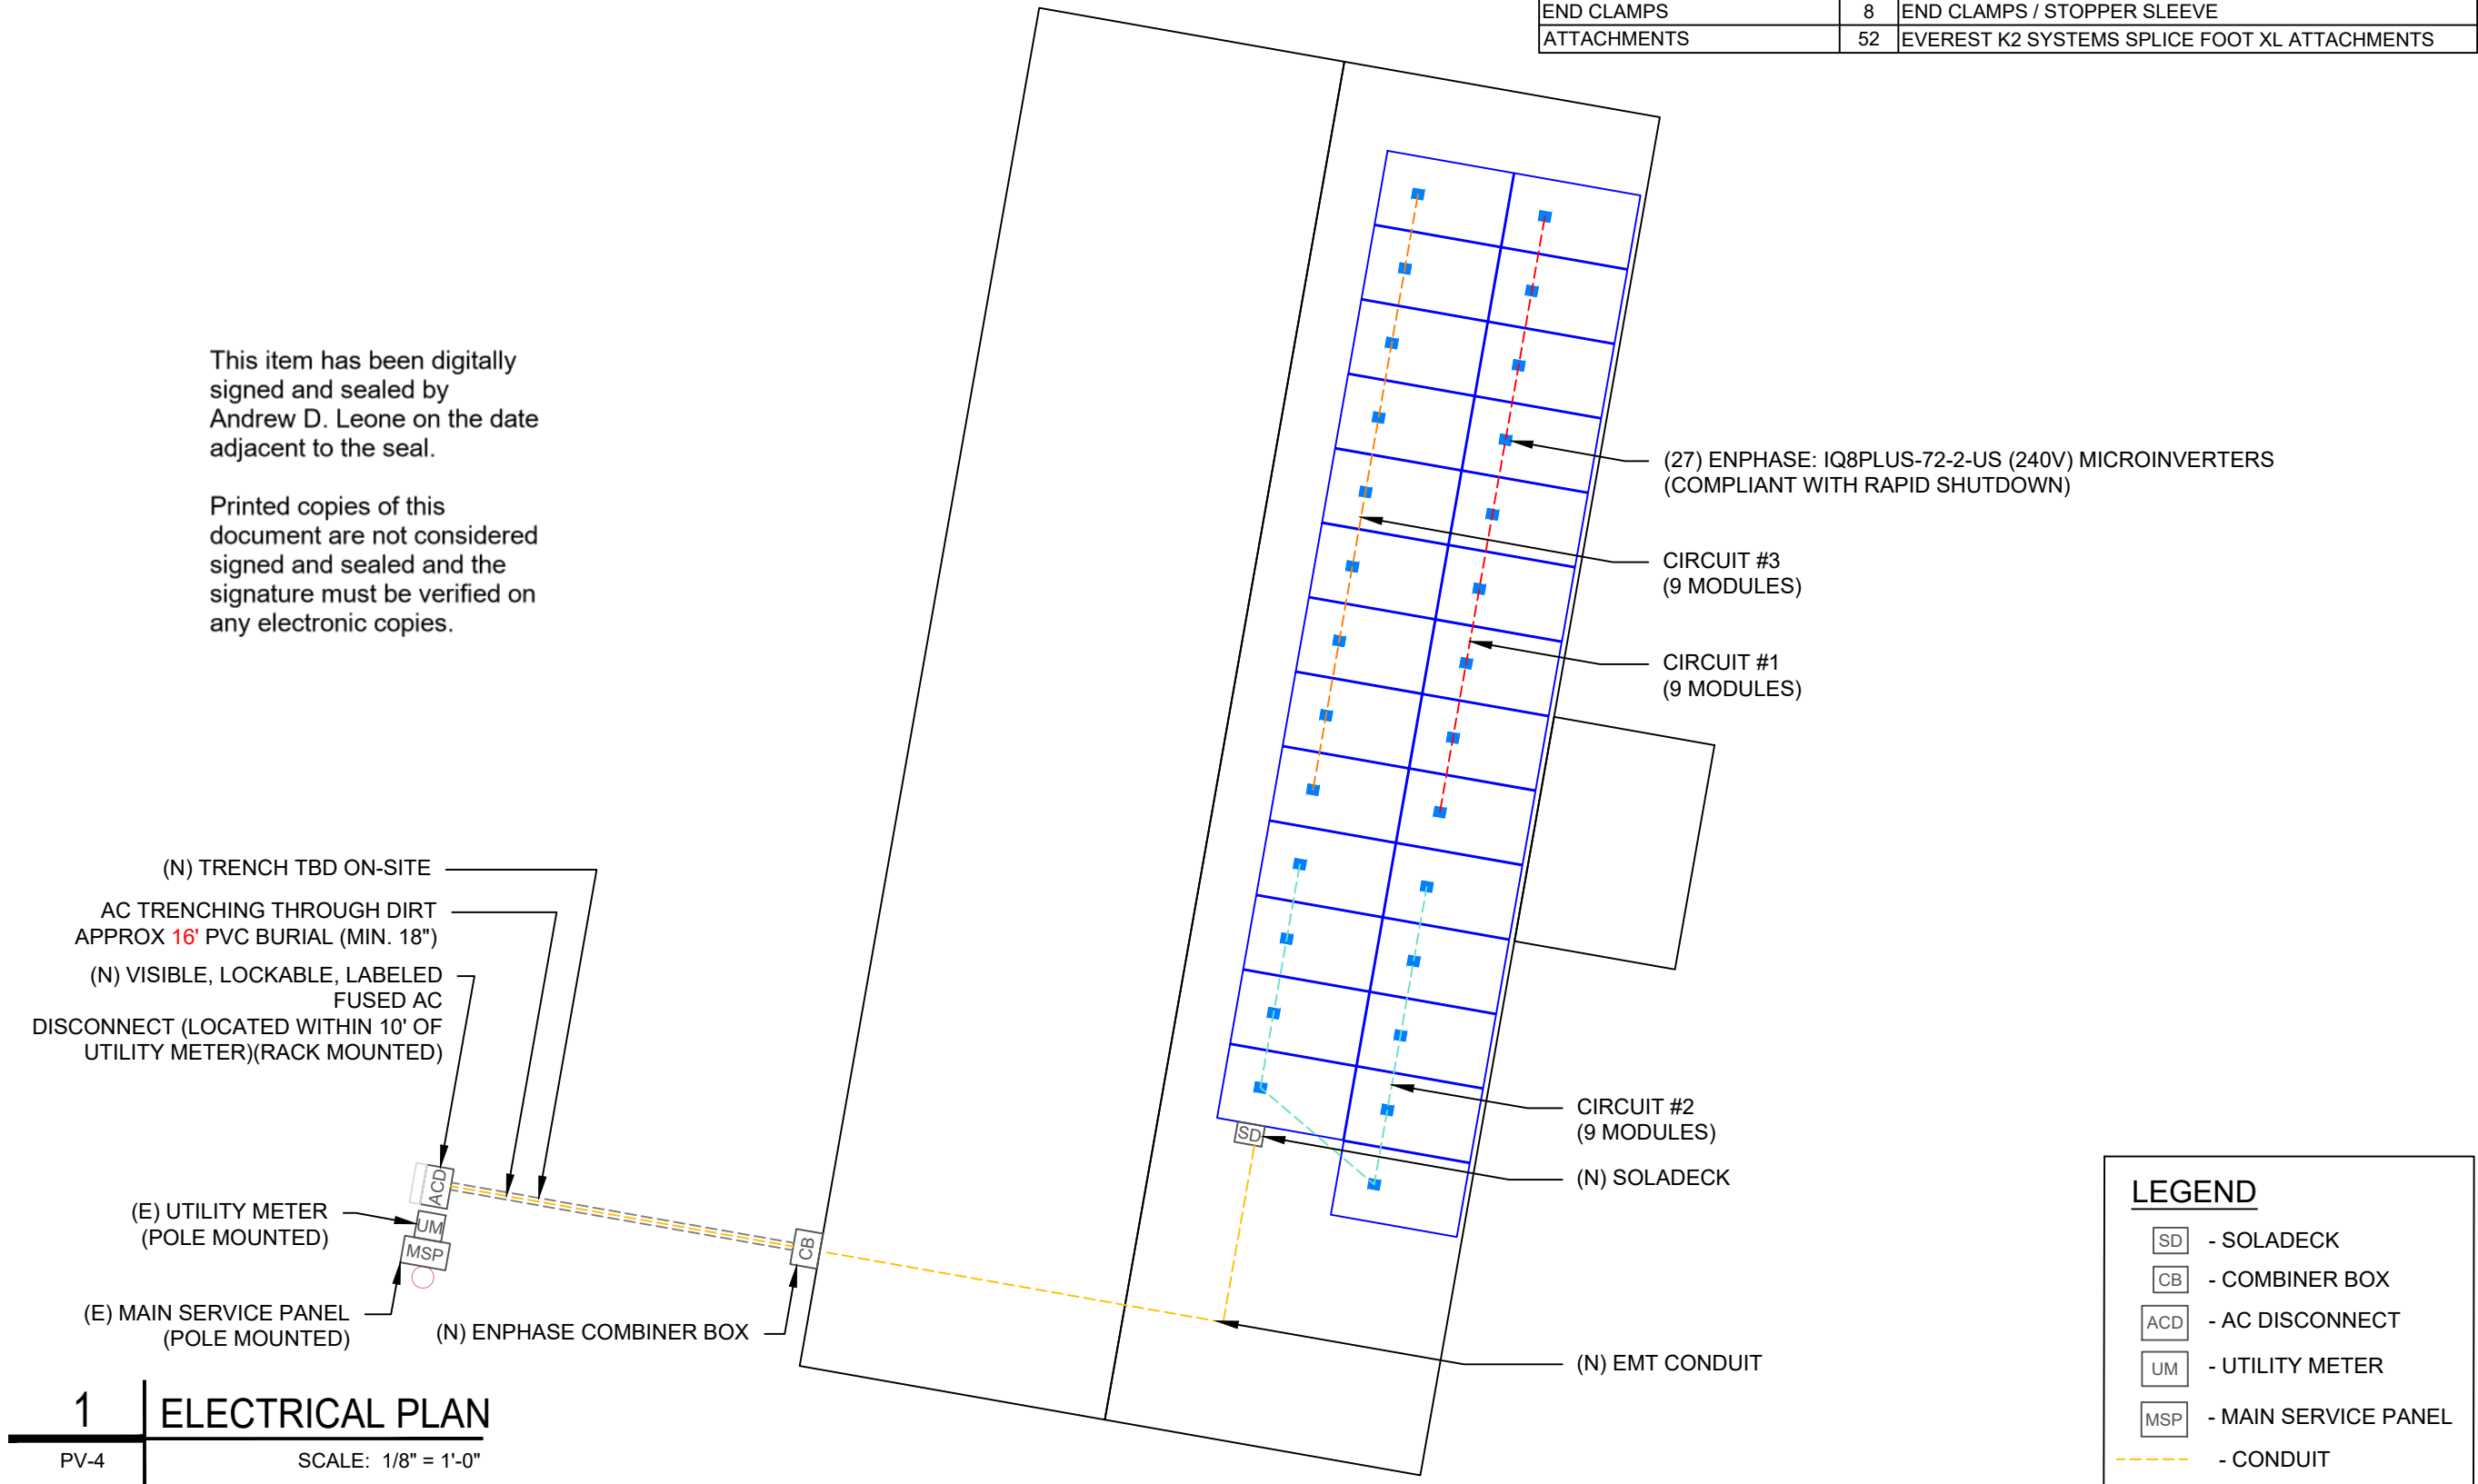 END CLAMPS 8 END CLAMPS / STOPPER SLEEVE
ATTACHMENTS 52 EVEREST K2 SYSTEMS SPLICE FOOT XL ATTACHMENTS
This item has been digitally
signed and sealed by
Andrew D. Leone on the date
adjacent to the seal.
Printed copies of this
document are not considered
signed and sealed and the
signature must be verified on
any electronic copies.
(27) ENPHASE: IQ8PLUS-72-2-US (240V) MICROINVERTERS
(COMPLIANT WITH RAPID SHUTDOWN)
CIRCUIT #3
(9 MODULES)
CIRCUIT #1
(9 MODULES)
(N) TRENCH TBD ON-SITE
AC TRENCHING THROUGH DIRT
APPROX 16' PVC BURIAL (MIN. 18")
(N) VISIBLE, LOCKABLE, LABELED
FUSED AC
DISCONNECT (LOCATED WITHIN 10' OF
UTILITY METER)(RACK MOUNTED)
CIRCUIT #2
(9 MODULES)
SD
(N) SOLADECK
ACD
UM
MSP
CB
(E) UTILITY METER
(POLE MOUNTED)
(E) MAIN SERVICE PANEL
(POLE MOUNTED)
(N) ENPHASE COMBINER BOX
(N) EMT CONDUIT
LEGEND
SD - SOLADECK
CB - COMBINER BOX
ACD - AC DISCONNECT
UM - UTILITY METER
MSP - MAIN SERVICE PANEL
- CONDUIT
1 ELECTRICAL PLAN
PV-4 SCALE: 1/8" = 1'-0"